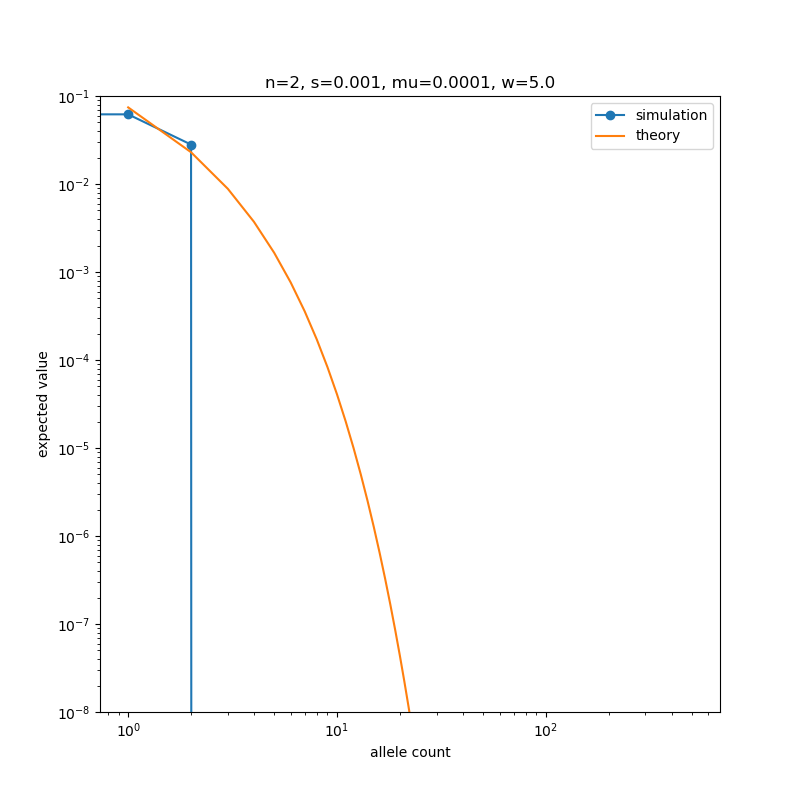 n=2, s=0.001, mu=0.0001, w=5.0
simulation
theory
expected value
10⁻¹
10⁻²
10⁻³
10⁻⁴
10⁻⁵
10⁻⁶
10⁻⁷
10⁻⁸
10⁰ 10¹ 10²
allele count